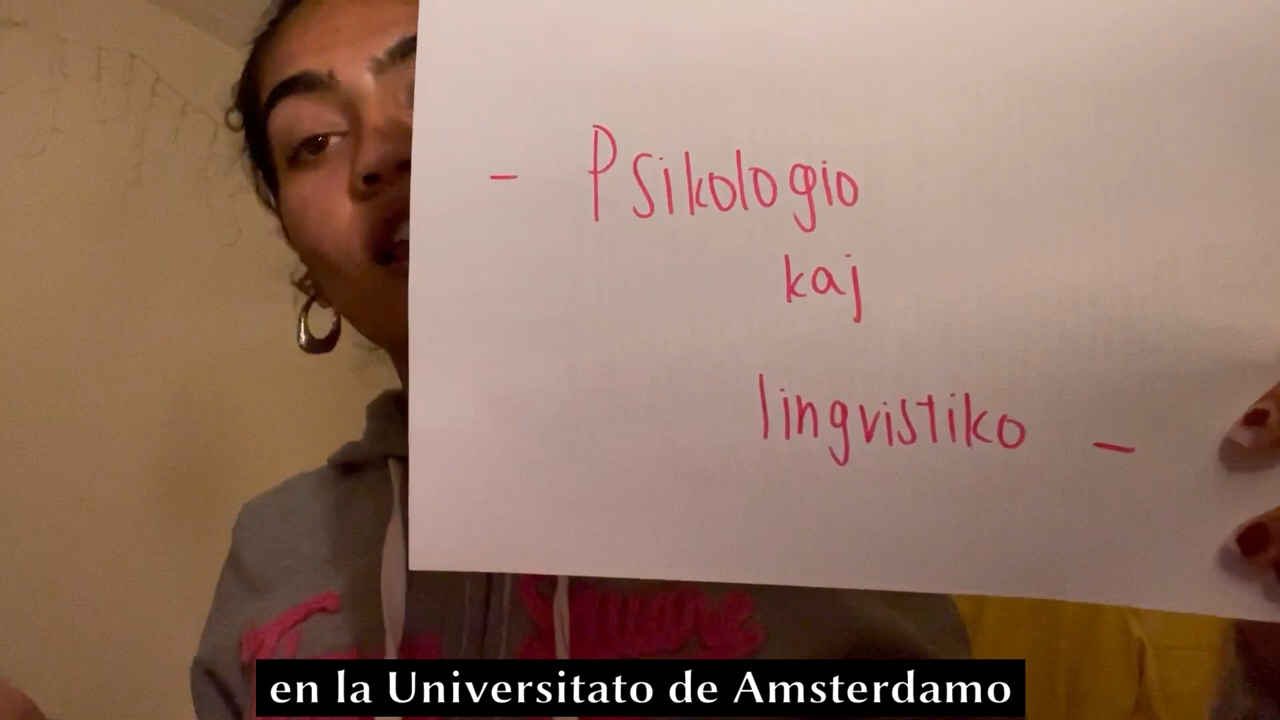 - Psikologio
kaj
lingvistiko -
en la Universitato de Amsterdamo